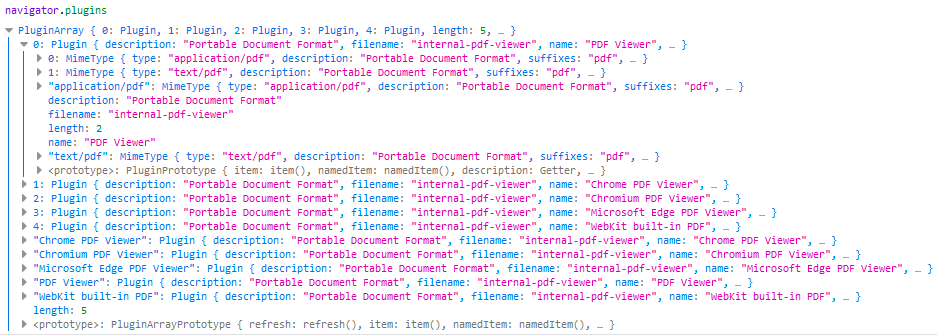 navigator.plugins
PluginArray { 0: Plugin, 1: Plugin, 2: Plugin, 3: Plugin, 4: Plugin, length: 5, … }
0: Plugin { description: "Portable Document Format", filename: "internal-pdf-viewer", name: "PDF Viewer", … }
0: MimeType { type: "application/pdf", description: "Portable Document Format", suffixes: "pdf", … }
1: MimeType { type: "text/pdf", description: "Portable Document Format", suffixes: "pdf", … }
"application/pdf": MimeType { type: "application/pdf", description: "Portable Document Format", suffixes: "pdf", … }
description: "Portable Document Format"
filename: "internal-pdf-viewer"
length: 2
name: "PDF Viewer"
"text/pdf": MimeType { type: "text/pdf", description: "Portable Document Format", suffixes: "pdf", … }
<prototype>: PluginPrototype { item: item(), namedItem: namedItem(), description: Getter, … }
1: Plugin { description: "Portable Document Format", filename: "internal-pdf-viewer", name: "Chrome PDF Viewer", … }
2: Plugin { description: "Portable Document Format", filename: "internal-pdf-viewer", name: "Chromium PDF Viewer", … }
3: Plugin { description: "Portable Document Format", filename: "internal-pdf-viewer", name: "Microsoft Edge PDF Viewer", … }
4: Plugin { description: "Portable Document Format", filename: "internal-pdf-viewer", name: "WebKit built-in PDF", … }
"Chrome PDF Viewer": Plugin { description: "Portable Document Format", filename: "internal-pdf-viewer", name: "Chrome PDF Viewer", … }
"Chromium PDF Viewer": Plugin { description: "Portable Document Format", filename: "internal-pdf-viewer", name: "Chromium PDF Viewer", … }
"Microsoft Edge PDF Viewer": Plugin { description: "Portable Document Format", filename: "internal-pdf-viewer", name: "Microsoft Edge PDF Viewer", … }
"PDF Viewer": Plugin { description: "Portable Document Format", filename: "internal-pdf-viewer", name: "PDF Viewer", … }
"WebKit built-in PDF": Plugin { description: "Portable Document Format", filename: "internal-pdf-viewer", name: "WebKit built-in PDF", … }
length: 5
<prototype>: PluginArrayPrototype { refresh: refresh(), item: item(), namedItem: namedItem(), … }